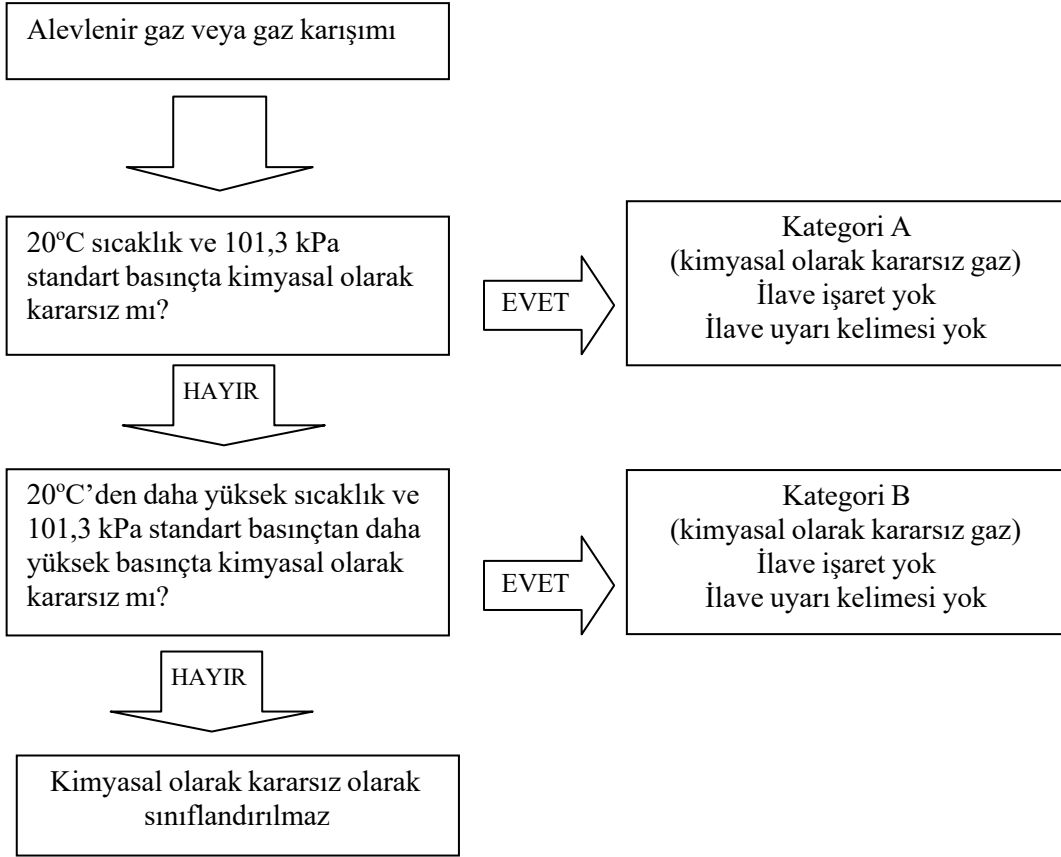 Alevlenir gaz veya gaz karışımı
20ºC sıcaklık ve 101,3 kPa
standart basınçta kimyasal olarak
kararsız mı?
EVET
Kategori A
(kimyasal olarak kararsız gaz)
İlave işaret yok
İlave uyarı kelimesi yok
HAYIR
20ºC’den daha yüksek sıcaklık ve
101,3 kPa standart basınçtan daha
yüksek basınçta kimyasal olarak
kararsız mı?
EVET
Kategori B
(kimyasal olarak kararsız gaz)
İlave işaret yok
İlave uyarı kelimesi yok
HAYIR
Kimyasal olarak kararsız olarak
sınıflandırılmaz